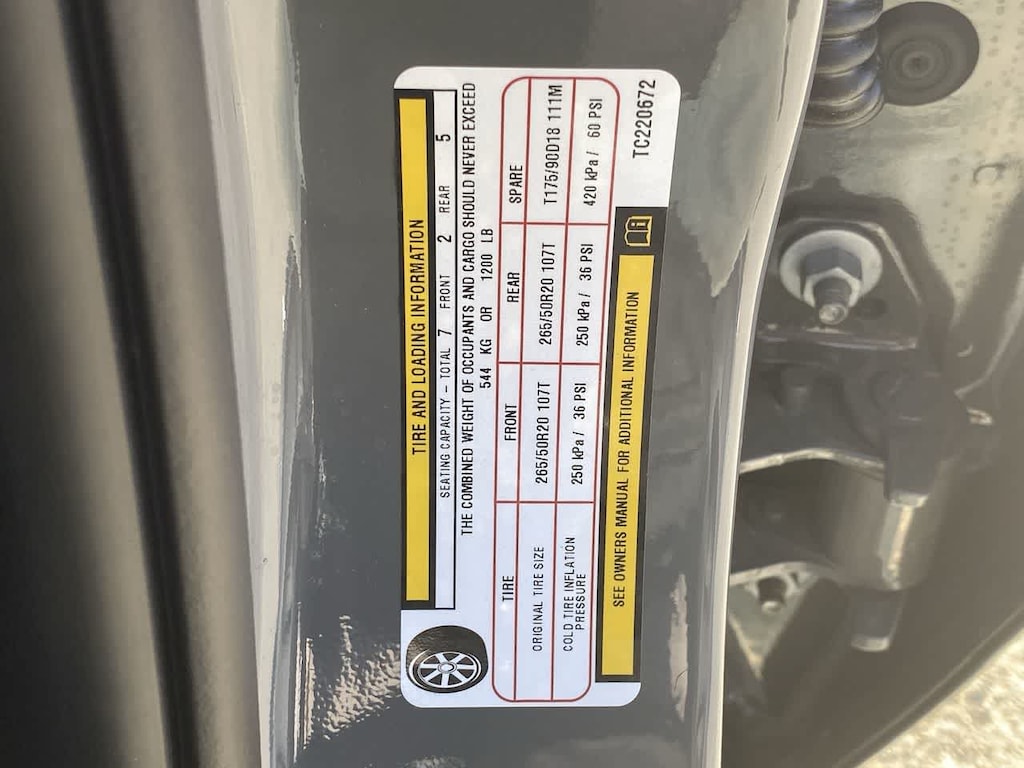 TIRE AND LOADING INFORMATION
SEATING CAPACITY - TOTAL 7 FRONT 2 REAR 5
THE COMBINED WEIGHT OF OCCUPANTS AND CARGO SHOULD NEVER EXCEED
544 KG OR 1200 LB
TIRE FRONT REAR SPARE
ORIGINAL TIRE SIZE 265/50R20 107T 265/50R20 107T T175/90D18 111M
COLD TIRE INFLATION
PRESSURE 250 kPa / 36 PSI 250 kPa / 36 PSI 420 kPa / 60 PSI
SEE OWNERS MANUAL FOR ADDITIONAL INFORMATION
TC220672